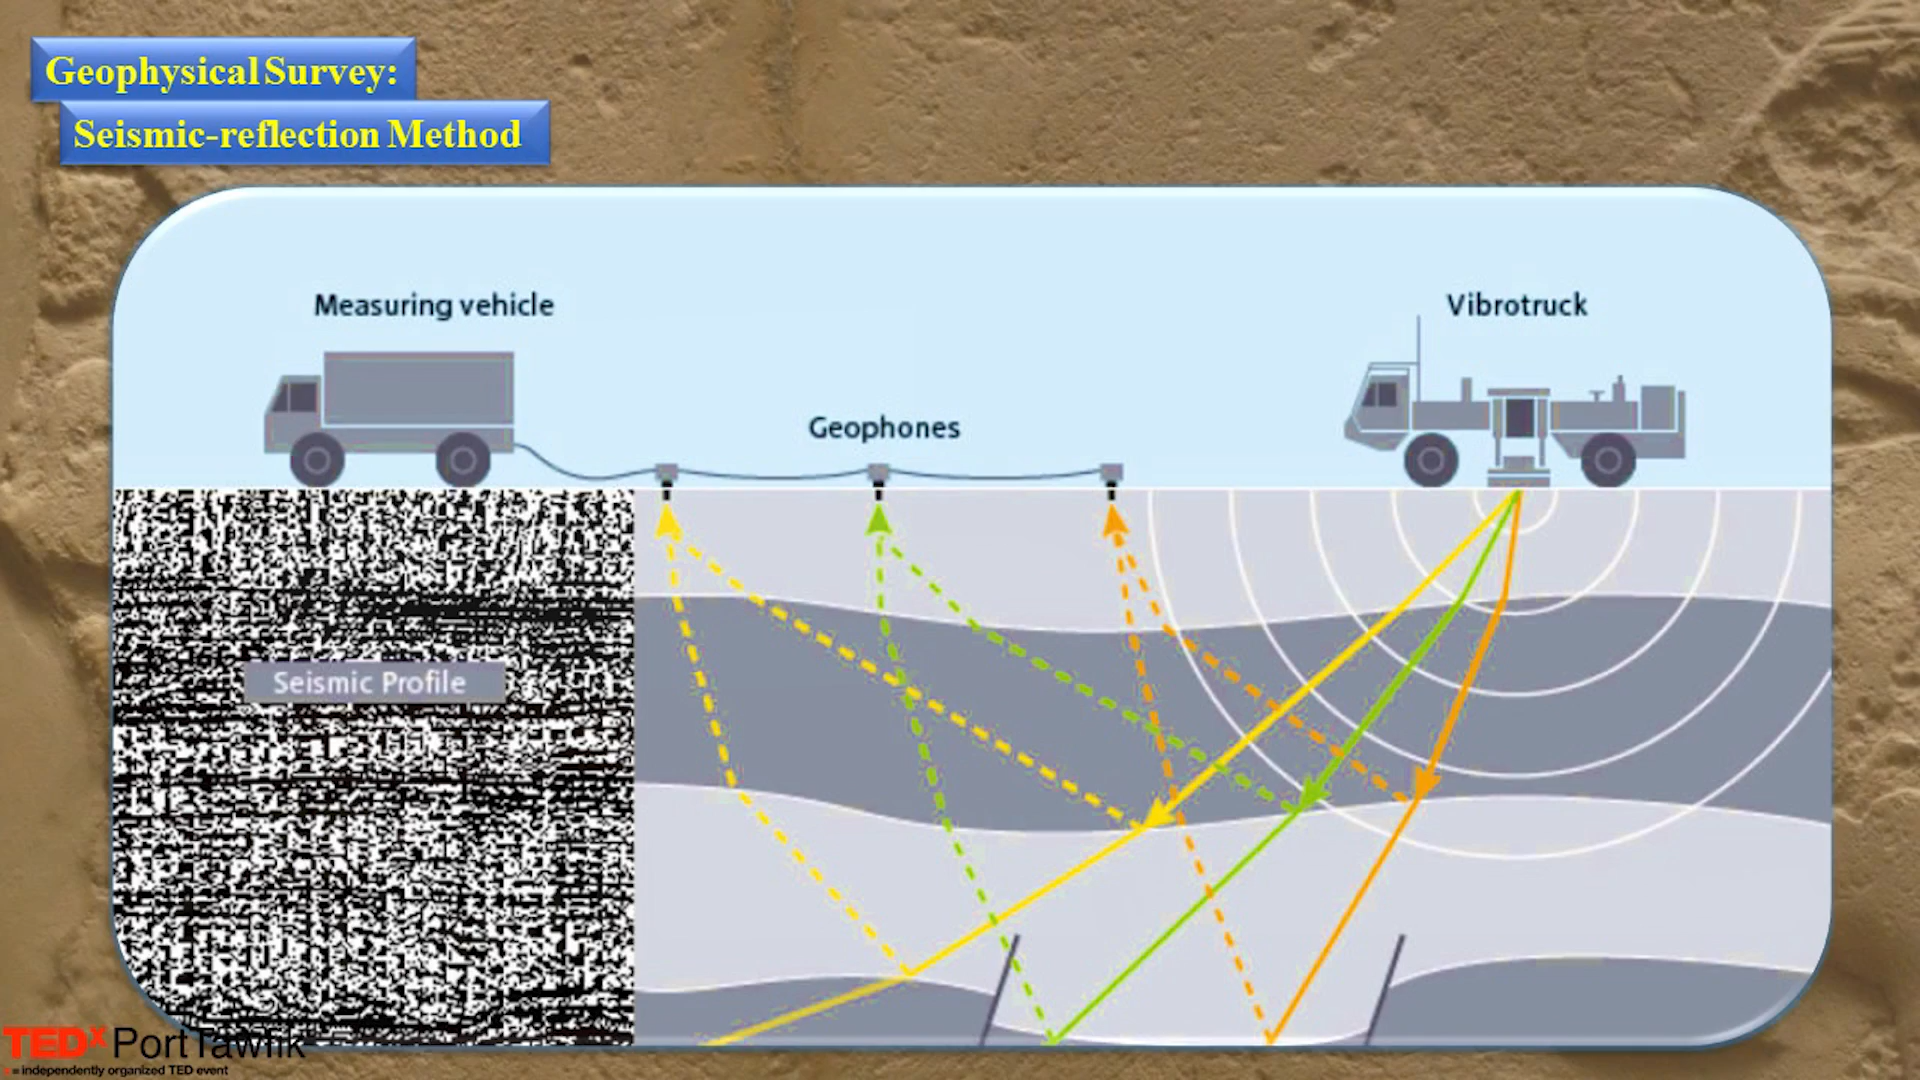 Geophysical Survey:
Seismic-reflection Method
Measuring vehicle
Vibrotruck
Geophones
Seismic Profile
TEDx PortTawfik
x = independently organized TED event